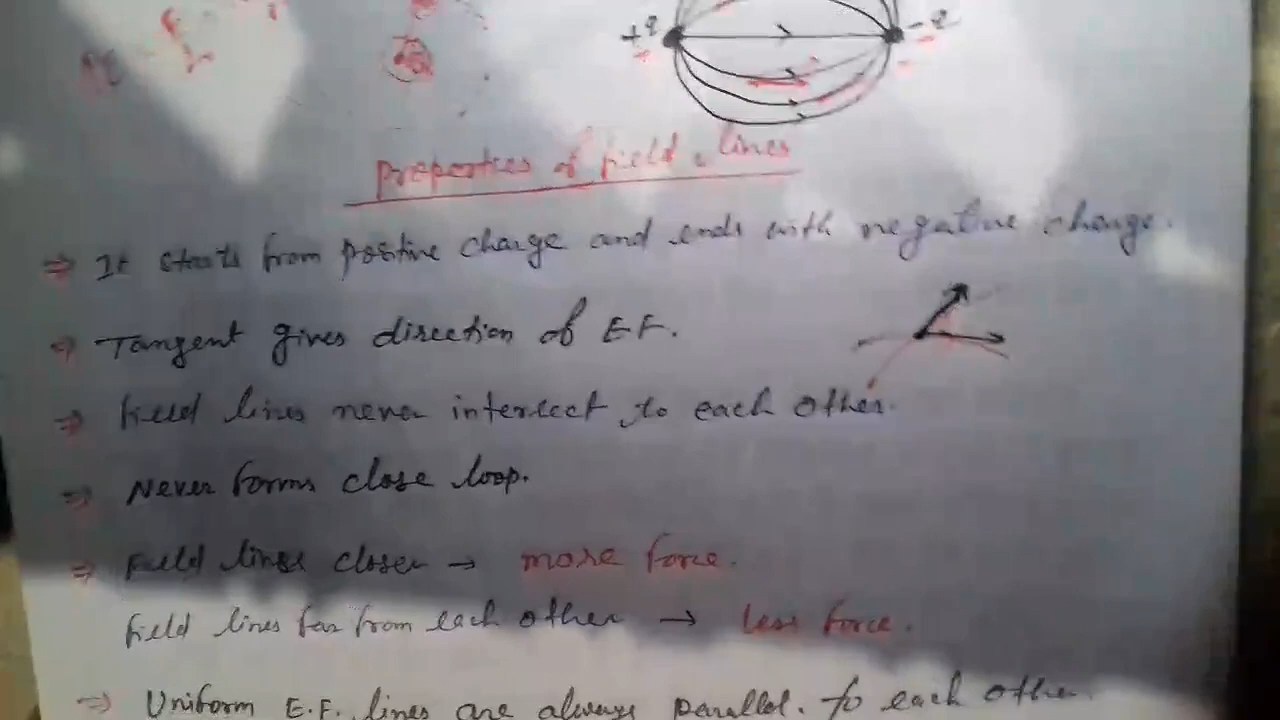 +q -q
Properties of field lines
⇒ It starts from positive charge and ends with negative charge.
⇒ Tangent gives direction of E.F.
⇒ field lines never intersect to each other.
⇒ Never forms close loop.
⇒ Field lines closer → more force.
field lines far from each other → less force.
⇒ Uniform E.F. lines are always parallel. to each other.